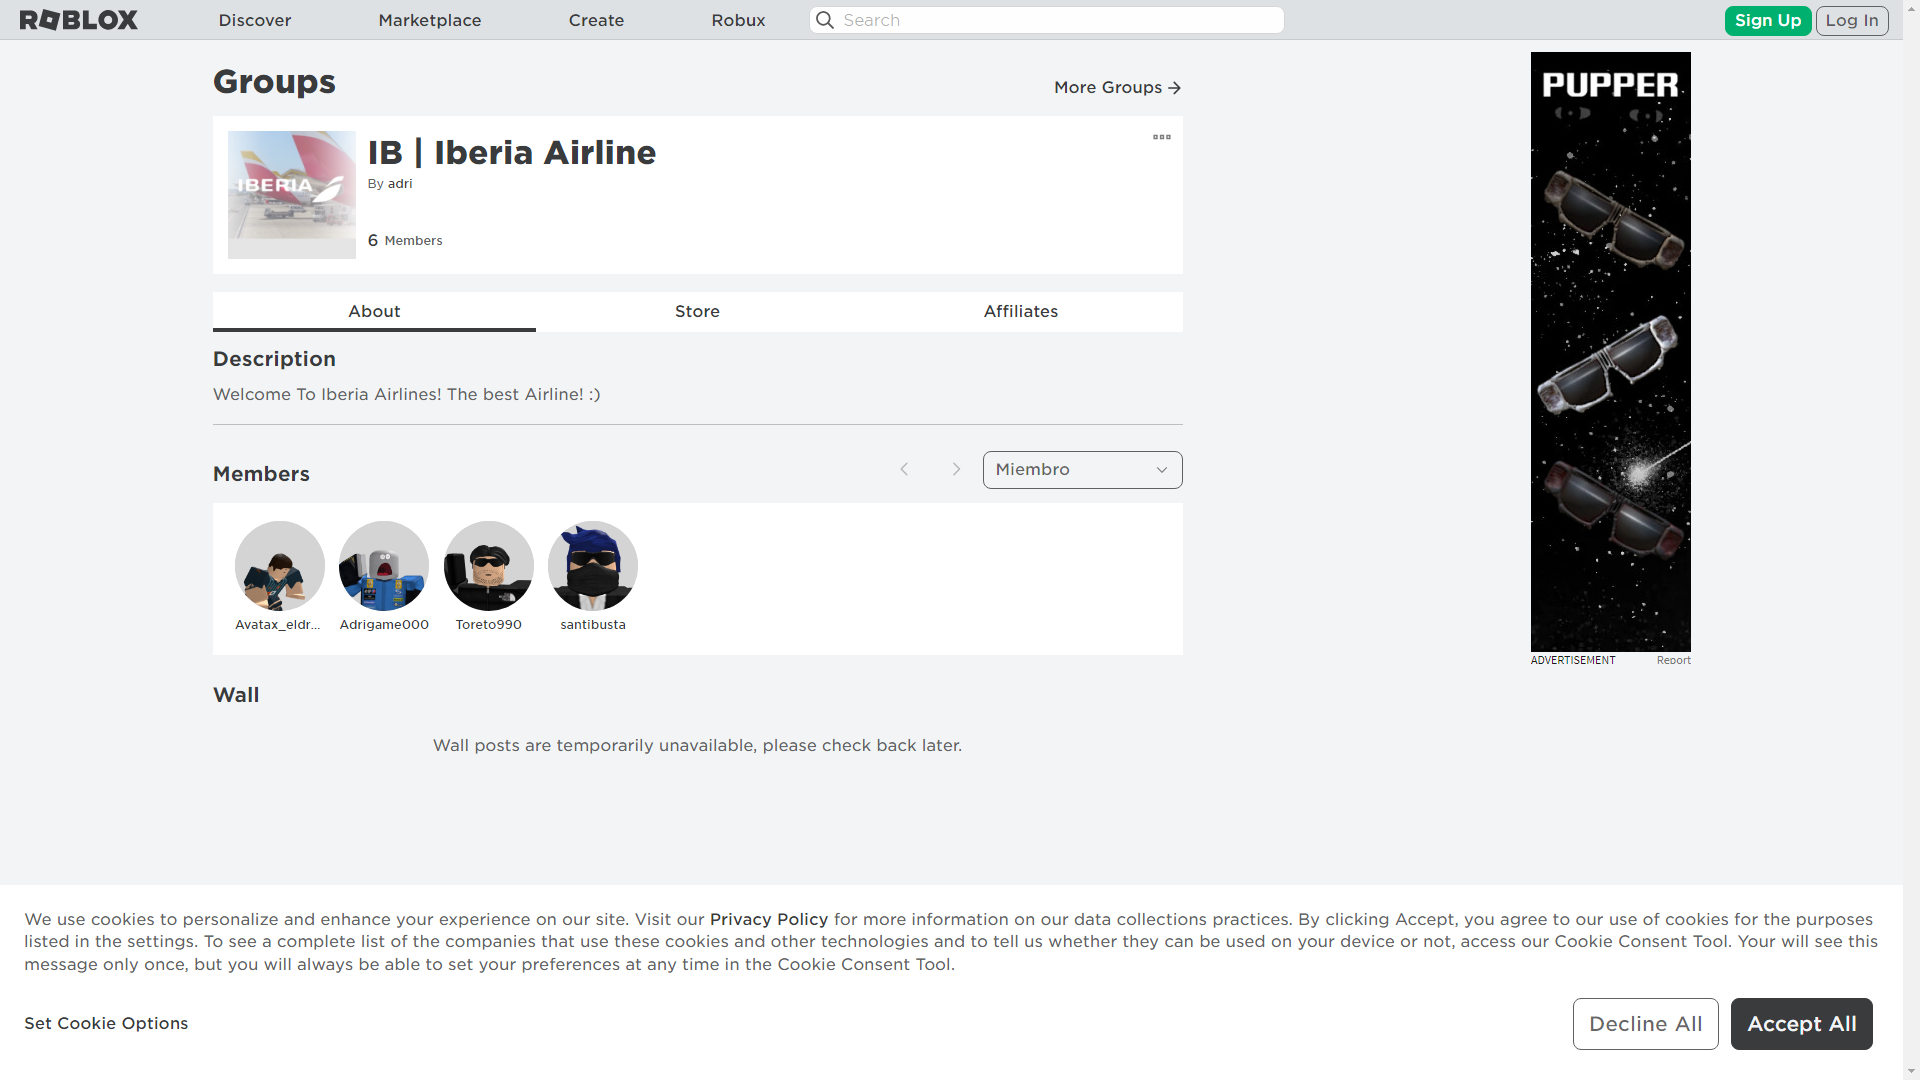 ROBLOX
Discover
Marketplace
Create
Robux
Search
Sign Up
Log In
Groups
More Groups
IBERIA
IB | Iberia Airline
By adri
6 Members
About
Store
Affiliates
Description
Welcome To Iberia Airlines! The best Airline! :)
Members
Miembro
Avatax_eldr...
Adrigame000
Toreto990
santibusta
Wall
Wall posts are temporarily unavailable, please check back later.
PUPPER
ADVERTISEMENT
Report
We use cookies to personalize and enhance your experience on our site. Visit our Privacy Policy for more information on our data collections practices. By clicking Accept, you agree to our use of cookies for the purposes
listed in the settings. To see a complete list of the companies that use these cookies and other technologies and to tell us whether they can be used on your device or not, access our Cookie Consent Tool. Your will see this
message only once, but you will always be able to set your preferences at any time in the Cookie Consent Tool.
Set Cookie Options
Decline All
Accept All